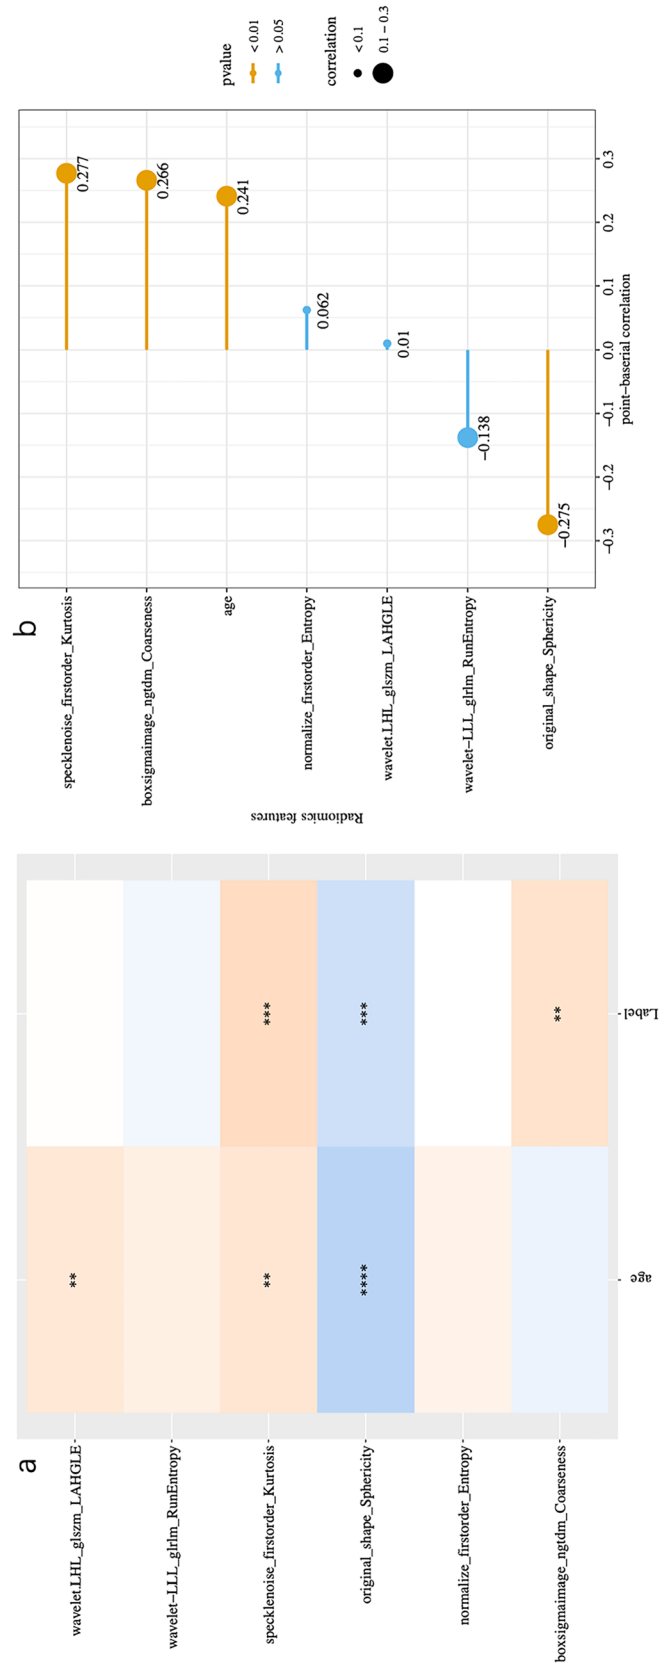 a
wavelet.LHL_glszm_LAHGLE
wavelet-LLL_glrlm_RunEntropy
specklenoise_firstorder_Kurtosis
original_shape_Sphericity
normalize_firstorder_Entropy
boxsigmaimage_ngtdm_Coarseness
**
**
****
***
***
**
age
Label
b
Radiomics features
specklenoise_firstorder_Kurtosis
boxsigmaimage_ngtdm_Coarseness
age
normalize_firstorder_Entropy
wavelet.LHL_glszm_LAHGLE
wavelet-LLL_glrlm_RunEntropy
original_shape_Sphericity
0.277
0.266
0.241
0.062
0.01
−0.138
−0.275
−0.3
−0.2
−0.1
0.0
0.1
0.2
0.3
point−baserial correlation
pvalue
< 0.01
> 0.05
correlation
< 0.1
0.1 − 0.3